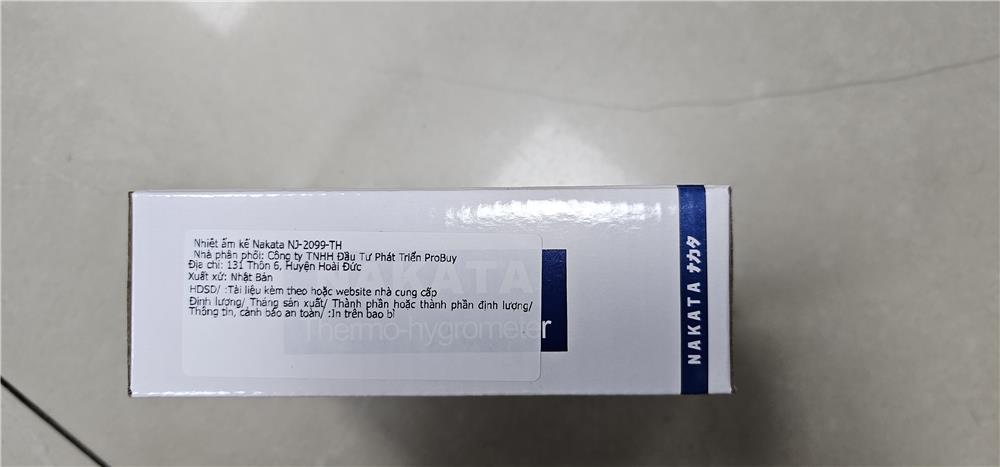 Nhiệt ẩm kế Nakata NJ-2099-TH
Nhà phân phối: Công ty TNHH Đầu Tư Phát Triển ProBuy
Địa chỉ: 131 Thôn 6, Huyện Hoài Đức
Xuất xứ: Nhật Bản
HDSD/ :Tài liệu kèm theo hoặc website nhà cung cấp
Định lượng/ Tháng sản xuất/ Thành phần hoặc thành phần định lượng/
Thông tin, cảnh báo an toàn/ :In trên bao bì
NAKATA
Thermo-hygrometer
NAKATA ナカタ